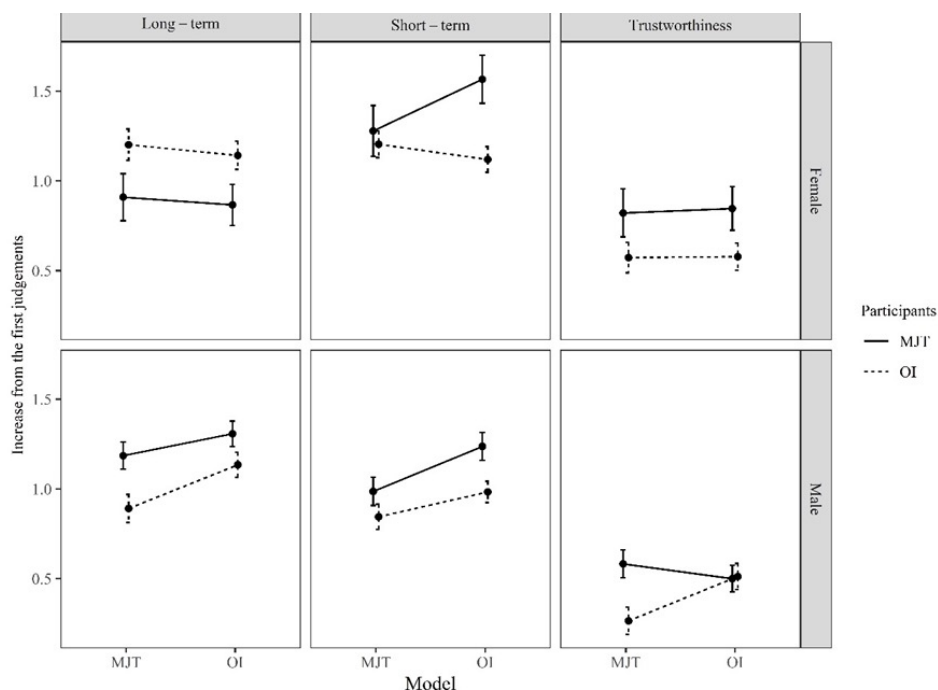 Long – term
Short – term
Trustworthiness
1.5
1.0
0.5
Female
Increase from the first judgements
1.5
1.0
0.5
Male
MJT
OI
MJT
OI
MJT
OI
Model
Participants
MJT
OI